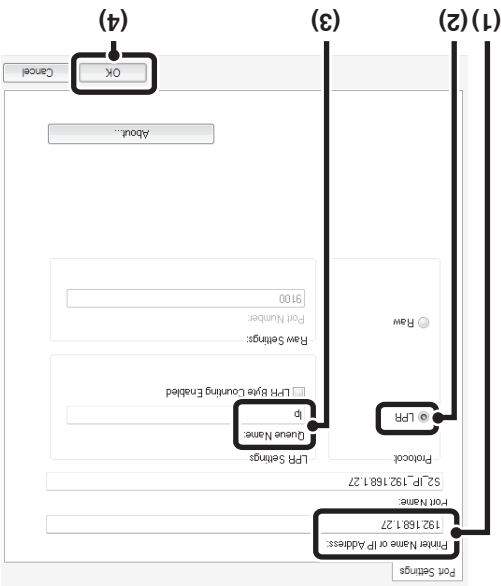 Port Settings
Printer Name or IP Address:
192.168.1.27
Port Name:
S2_IP_192.168.1.27
Protocol
LPR
Raw
LPR Settings
Queue Name:
lp
LPR Byte Counting Enabled
Raw Settings:
Port Number:
9100
About...
OK
Cancel
(1)
(2)
(3)
(4)